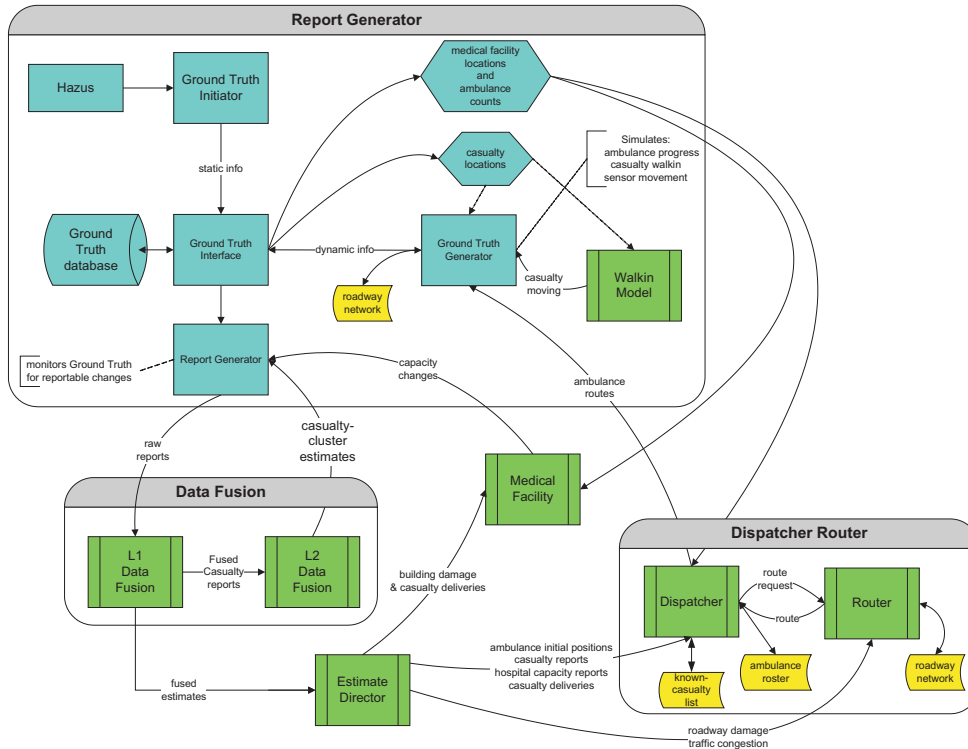 Report Generator
medical facility
locations
and
ambulance
counts
Hazus
Ground Truth
Initiator
Simulates:
ambulance progress
casualty walkin
sensor movement
casualty
locations
static info
Ground
Truth
database
Ground Truth
Interface
dynamic info
Ground Truth
Generator
casualty
moving
Walkin
Model
roadway
network
Report Generator
monitors Ground Truth
for reportable changes
capacity
changes
ambulance
routes
casualty-
cluster
estimates
raw
reports
Medical
Facility
Data Fusion
L1
Data
Fusion
Fused
Casualty
reports
L2
Data
Fusion
building damage
& casualty deliveries
Dispatcher Router
Dispatcher
route
request
route
Router
known-
casualty
list
ambulance
roster
roadway
network
ambulance initial positions
casualty reports
hospital capacity reports
casualty deliveries
fused
estimates
Estimate
Director
roadway damage
traffic congestion